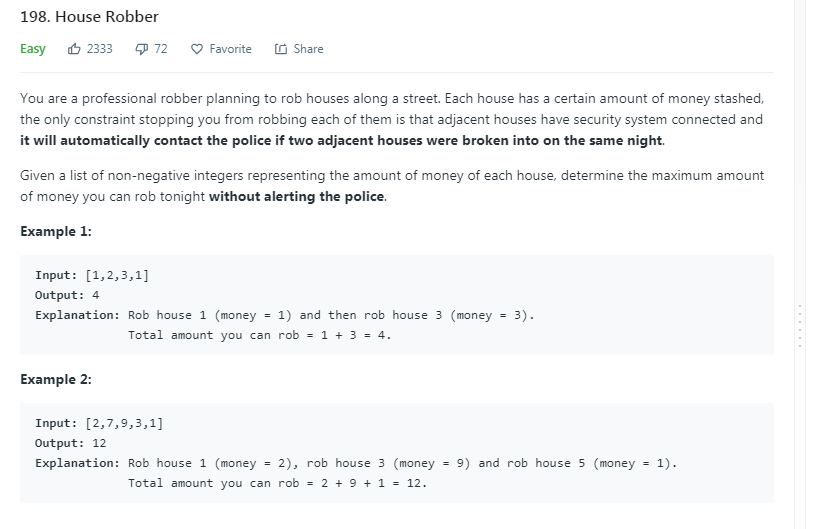 198. House Robber
Easy 2333 72 Favorite Share
You are a professional robber planning to rob houses along a street. Each house has a certain amount of money stashed,
the only constraint stopping you from robbing each of them is that adjacent houses have security system connected and
it will automatically contact the police if two adjacent houses were broken into on the same night.
Given a list of non-negative integers representing the amount of money of each house, determine the maximum amount
of money you can rob tonight without alerting the police.
Example 1:
Input: [1,2,3,1]
Output: 4
Explanation: Rob house 1 (money = 1) and then rob house 3 (money = 3).
Total amount you can rob = 1 + 3 = 4.
Example 2:
Input: [2,7,9,3,1]
Output: 12
Explanation: Rob house 1 (money = 2), rob house 3 (money = 9) and rob house 5 (money = 1).
Total amount you can rob = 2 + 9 + 1 = 12.